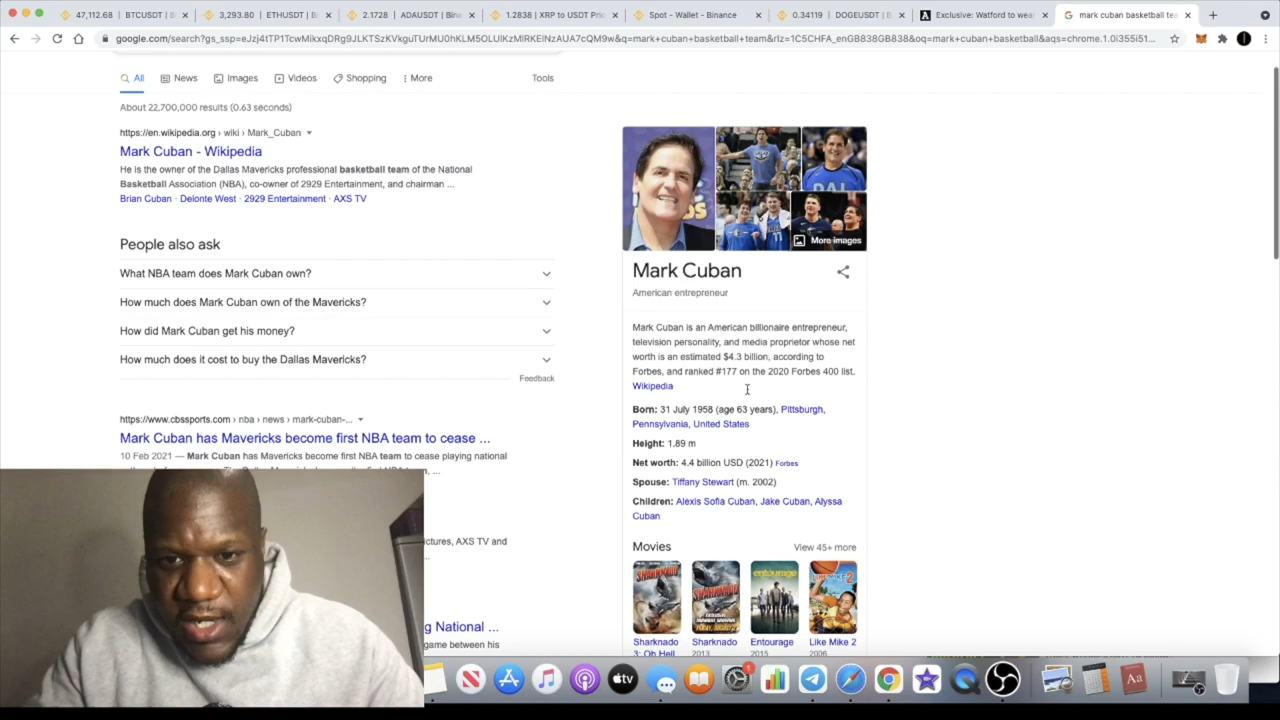 47,112.68 | BTCUSDT | Bi
3,293.80 | ETHUSDT | Bin
2.1728 | ADAUSDT | Bina
1.2838 | XRP to USDT Pric
Spot - Wallet - Binance
0.34119 | DOGEUSDT | B
Exclusive: Watford to wea
mark cuban basketball tea
All
News
Images
Videos
Shopping
More
Tools
About 22,700,000 results (0.63 seconds)
https://en.wikipedia.org › wiki › Mark_Cuban
Mark Cuban - Wikipedia
He is the owner of the Dallas Mavericks professional basketball team of the National
Basketball Association (NBA), co-owner of 2929 Entertainment, and chairman ...
Brian Cuban · Delonte West · 2929 Entertainment · AXS TV
People also ask
What NBA team does Mark Cuban own?
How much does Mark Cuban own of the Mavericks?
How did Mark Cuban get his money?
How much does it cost to buy the Dallas Mavericks?
Feedback
https://www.cbssports.com › nba › news › mark-cuban-...
Mark Cuban has Mavericks become first NBA team to cease ...
10 Feb 2021 — Mark Cuban has Mavericks become first NBA team to cease playing national
ictures, AXS TV and
g National ...
game between his
More images
Mark Cuban
American entrepreneur
Mark Cuban is an American billionaire entrepreneur,
television personality, and media proprietor whose net
worth is an estimated $4.3 billion, according to
Forbes, and ranked #177 on the 2020 Forbes 400 list.
Wikipedia
Born: 31 July 1958 (age 63 years), Pittsburgh,
Pennsylvania, United States
Height: 1.89 m
Net worth: 4.4 billion USD (2021) Forbes
Spouse: Tiffany Stewart (m. 2002)
Children: Alexis Sofia Cuban, Jake Cuban, Alyssa
Cuban
Movies
View 45+ more
Sharknado
3: Oh Hell
Sharknado
2013
Entourage
2015
Like Mike 2
2006